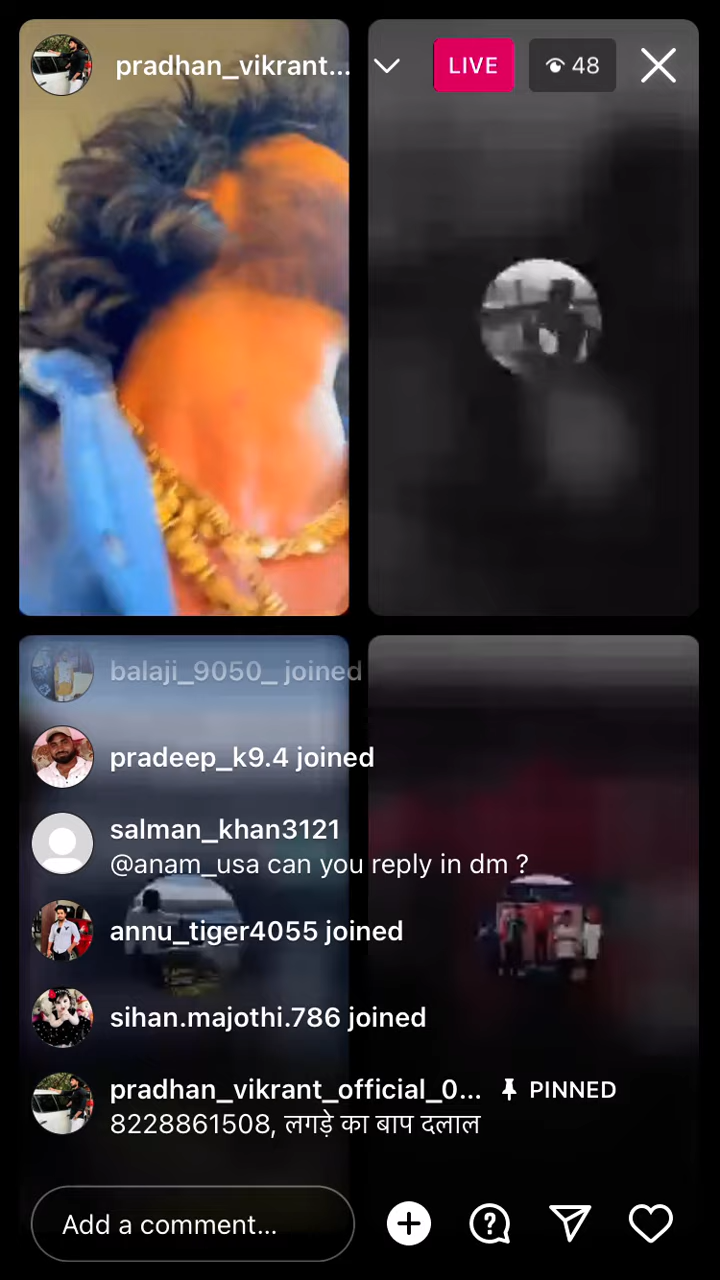 pradhan_vikrant...
LIVE
48
balaji_9050_ joined
pradeep_k9.4 joined
salman_khan3121
@anam_usa can you reply in dm ?
annu_tiger4055 joined
sihan.majothi.786 joined
pradhan_vikrant_official_0... PINNED
8228861508, लगड़े का बाप दलाल
Add a comment...